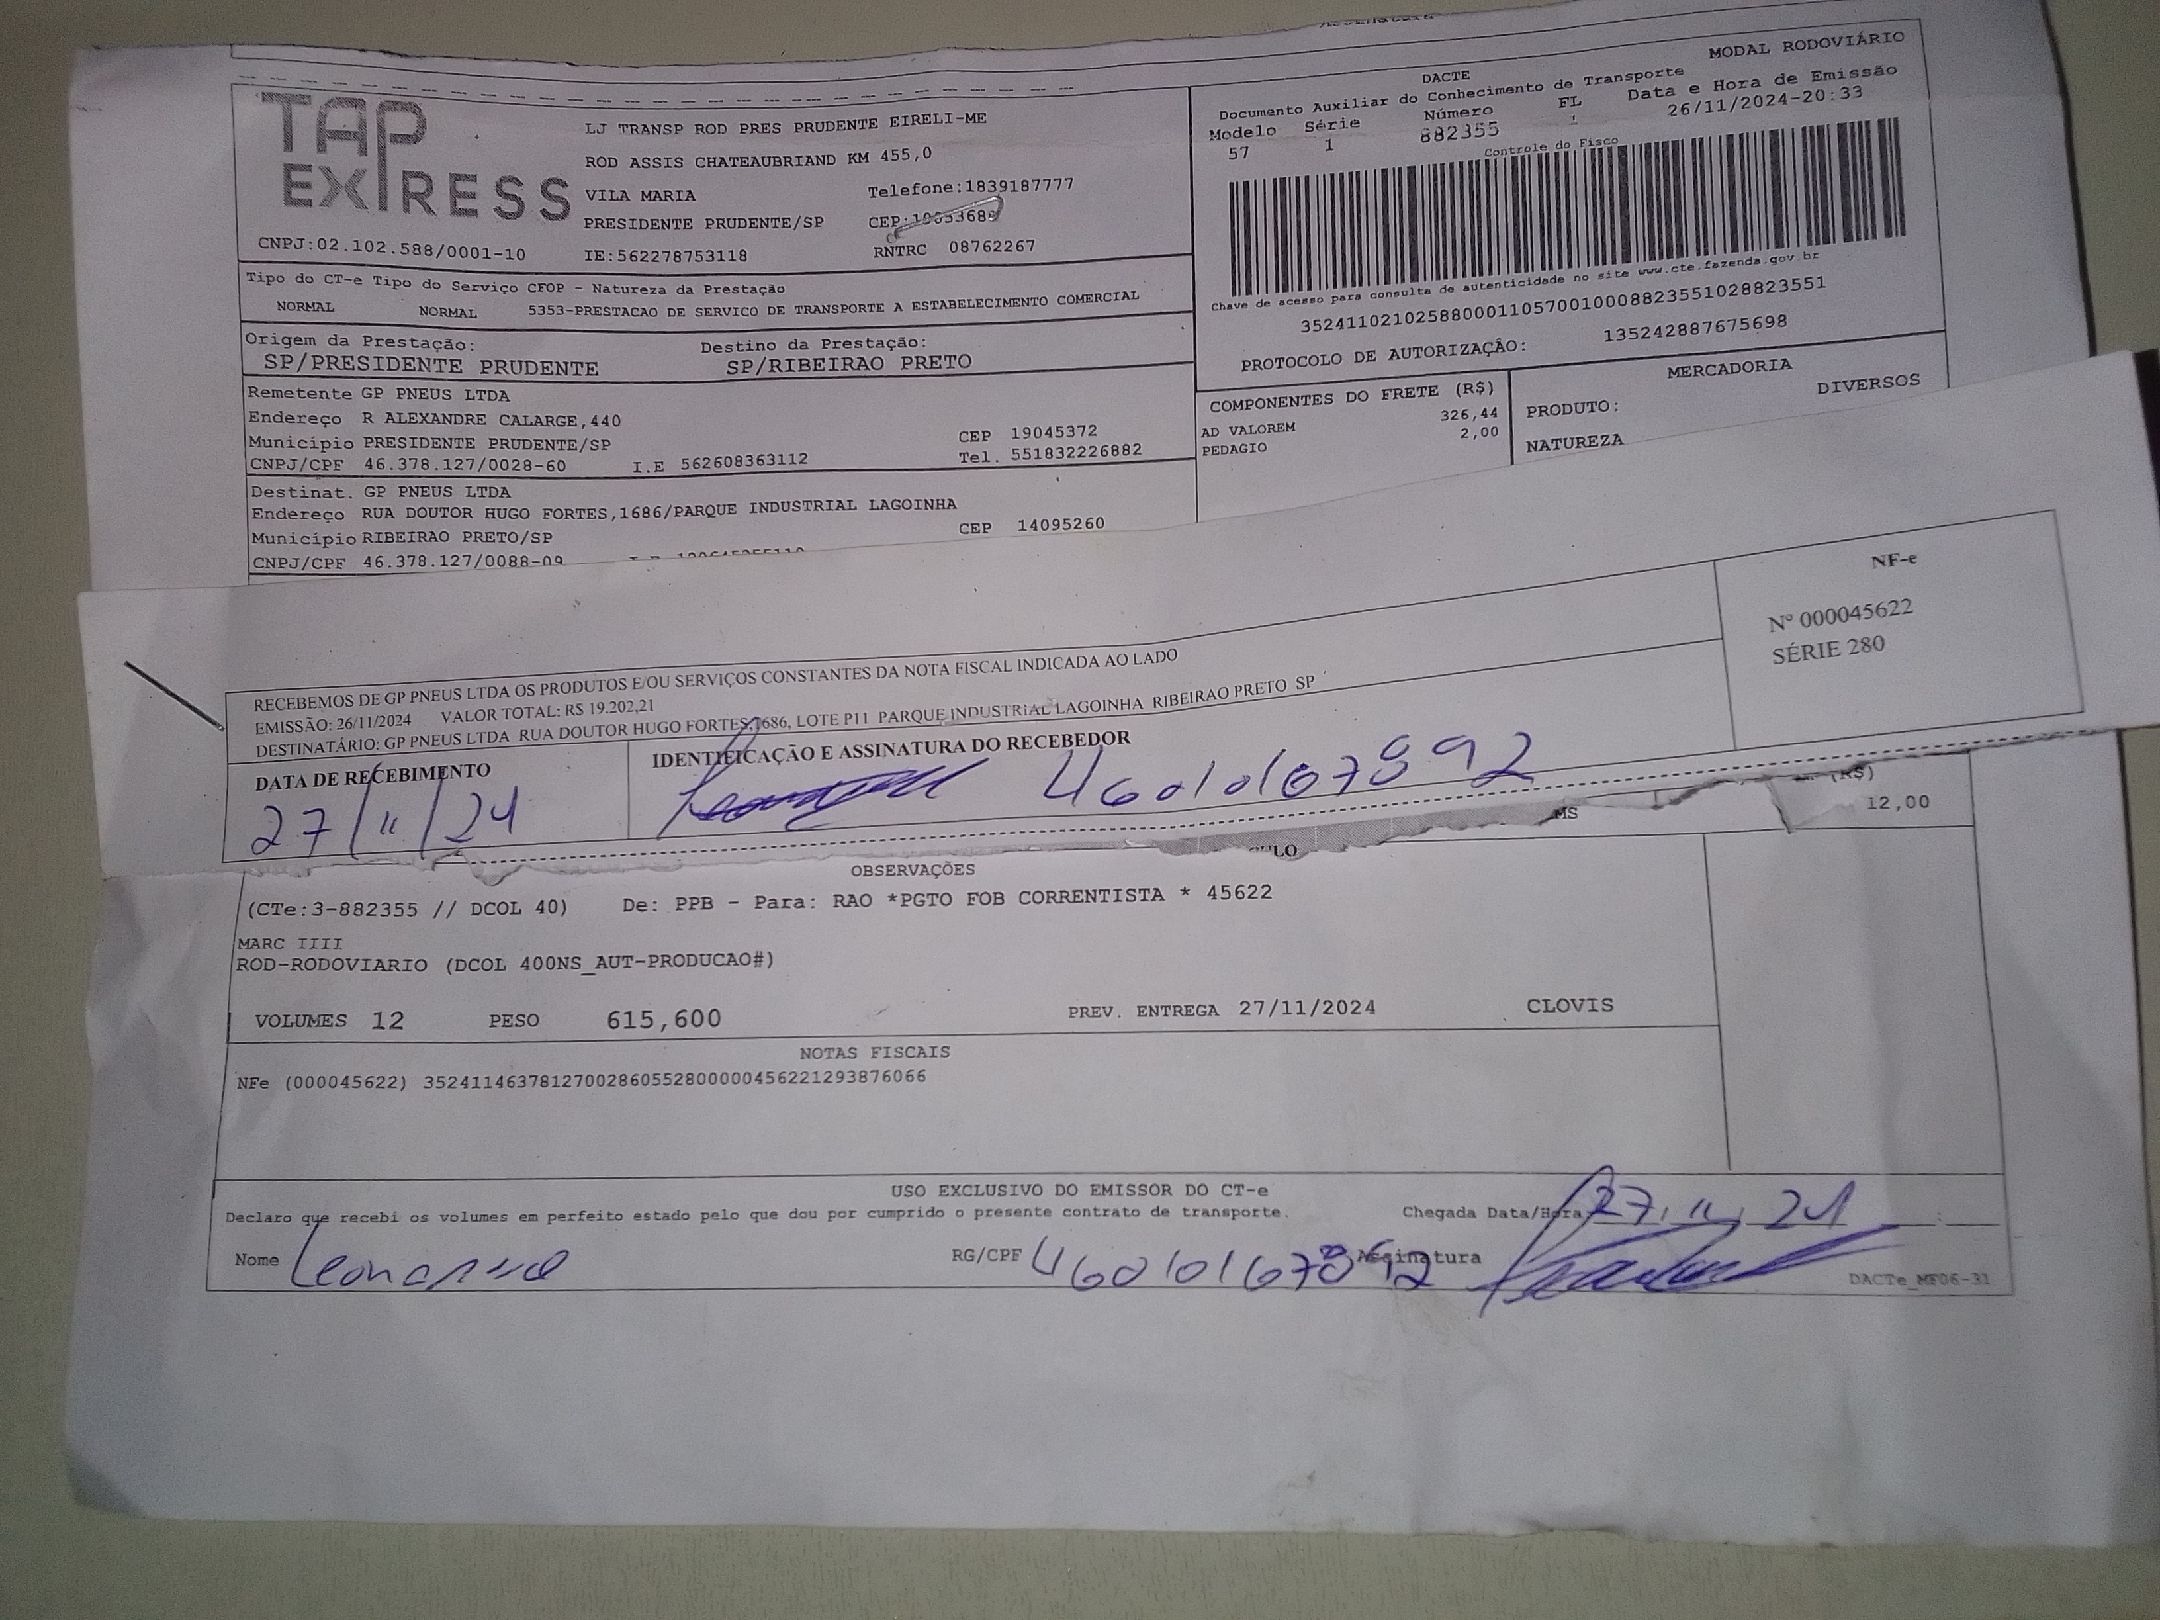 MODAL RODOVIÁRIO
DACTE
Documento Auxiliar do Conhecimento de Transporte
Modelo Série Número FL Data e Hora de Emissão
57 1 882355 1 26/11/2024-20:33
Controle do Fisco
TAP EXPRESS
LJ TRANSP ROD PRES PRUDENTE EIRELI-ME
ROD ASSIS CHATEAUBRIAND KM 455,0
VILA MARIA Telefone:1839187777
PRESIDENTE PRUDENTE/SP CEP:
CNPJ:02.102.588/0001-10 IE:562278753118 RNTRC 08762267
Chave de acesso para consulta de autenticidade no site www.cte.fazenda.gov.br
35241102102588000110570010008823551028823551
PROTOCOLO DE AUTORIZAÇÃO: 135242887675698
Tipo do CT-e Tipo do Serviço CFOP - Natureza da Prestação
NORMAL NORMAL 5353-PRESTACAO DE SERVICO DE TRANSPORTE A ESTABELECIMENTO COMERCIAL
Origem da Prestação: Destino da Prestação:
SP/PRESIDENTE PRUDENTE SP/RIBEIRAO PRETO
Remetente GP PNEUS LTDA
Endereço R ALEXANDRE CALARGE,440
Município PRESIDENTE PRUDENTE/SP CEP 19045372
CNPJ/CPF 46.378.127/0028-60 I.E 562608363112 Tel. 551832226882
COMPONENTES DO FRETE (R$)
AD VALOREM 326,44
PEDAGIO 2,00
MERCADORIA
PRODUTO: DIVERSOS
NATUREZA
Destinat. GP PNEUS LTDA
Endereço RUA DOUTOR HUGO FORTES,1686/PARQUE INDUSTRIAL LAGOINHA
Município RIBEIRAO PRETO/SP CEP 14095260
CNPJ/CPF 46.378.127/0088-09
RECEBEMOS DE GP PNEUS LTDA OS PRODUTOS E/OU SERVIÇOS CONSTANTES DA NOTA FISCAL INDICADA AO LADO
EMISSÃO: 26/11/2024 VALOR TOTAL: R$ 19.202,21
DESTINATÁRIO: GP PNEUS LTDA RUA DOUTOR HUGO FORTES,1686, LOTE P11 PARQUE INDUSTRIAL LAGOINHA RIBEIRAO PRETO SP
NF-e
Nº 000045622
SÉRIE 280
DATA DE RECEBIMENTO
27/11/24
IDENTIFICAÇÃO E ASSINATURA DO RECEBEDOR
46010167892
(R$)
12,00
OBSERVAÇÕES
(CTe:3-882355 // DCOL 40) De: PPB - Para: RAO *PGTO FOB CORRENTISTA * 45622
MARC IIII
ROD-RODOVIARIO (DCOL 400NS_AUT-PRODUCAO#)
VOLUMES 12 PESO 615,600 PREV. ENTREGA 27/11/2024 CLOVIS
NOTAS FISCAIS
NFe (000045622) 35241146378127002860552800000456221293876066
USO EXCLUSIVO DO EMISSOR DO CT-e
Declaro que recebi os volumes em perfeito estado pelo que dou por cumprido o presente contrato de transporte. Chegada Data/Hora 27/11/24
Nome Leonardo RG/CPF 46010167892 Assinatura
DACTe_MF06-31